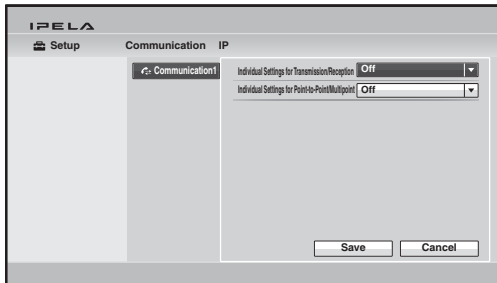 IPELA
Setup Communication IP
Communication1
Individual Settings for Transmission/Reception Off
Individual Settings for Point-to-Point/Multipoint Off
Save Cancel